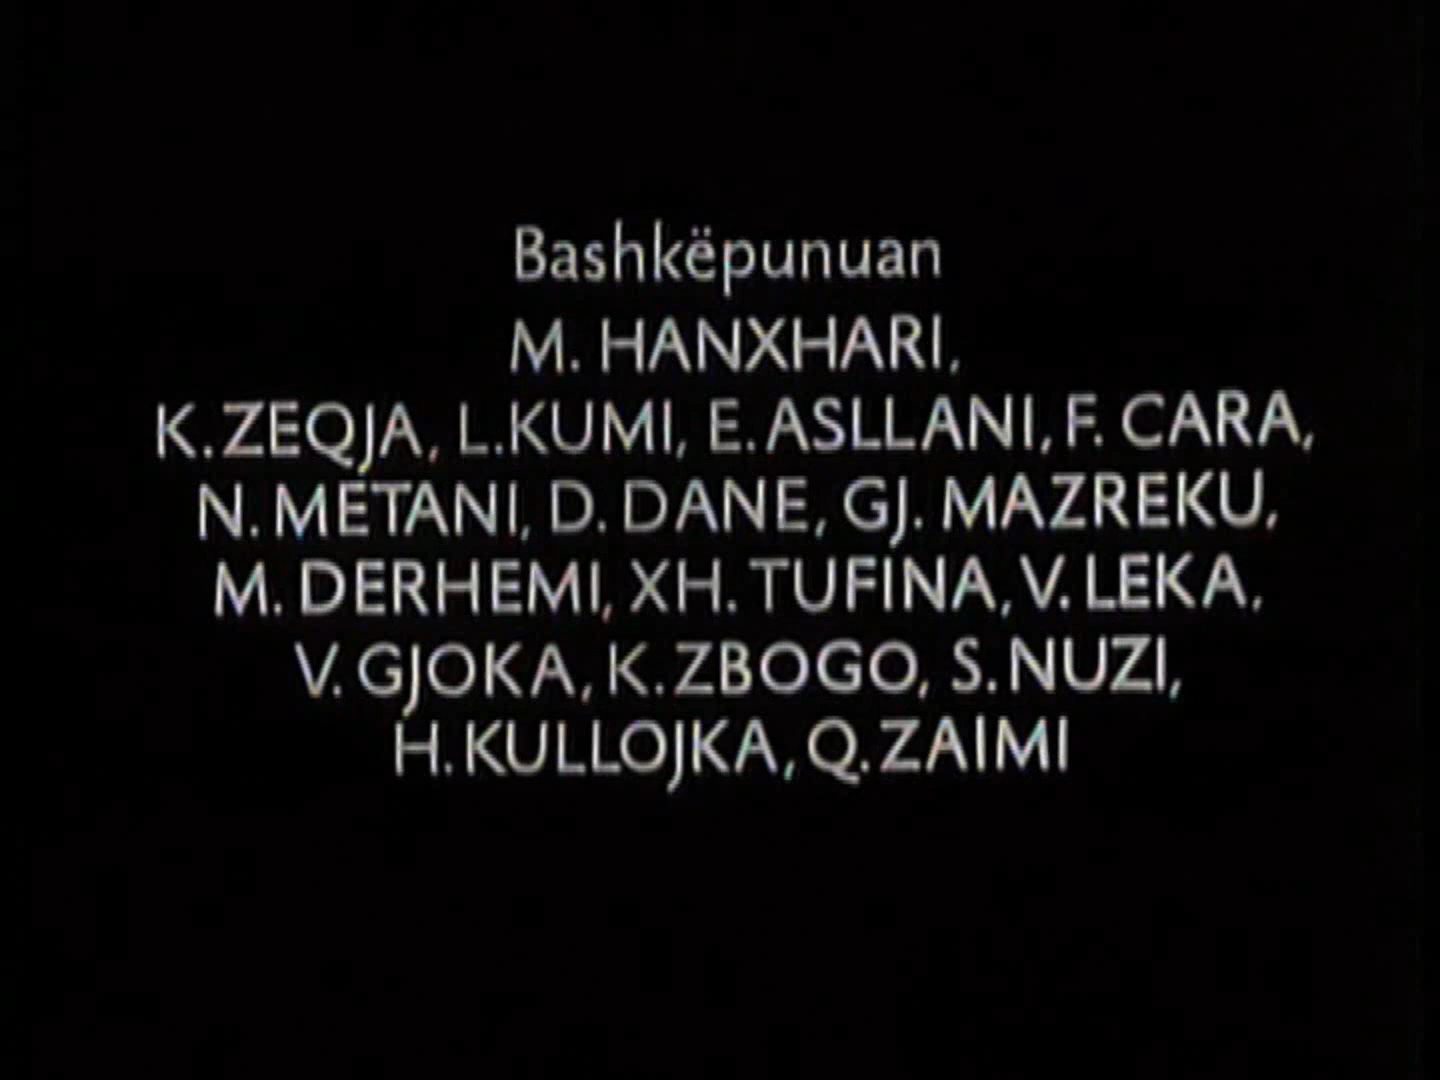 Bashkëpunuan
M. HANXHARI,
K. ZEQJA, L. KUMI, E. ASLLANI, F. CARA,
N. METANI, D. DANE, GJ. MAZREKU,
M. DERHEMI, XH. TUFINA, V. LEKA,
V. GJOKA, K. ZBOGO, S. NUZI,
H. KULLOJKA, Q. ZAIMI